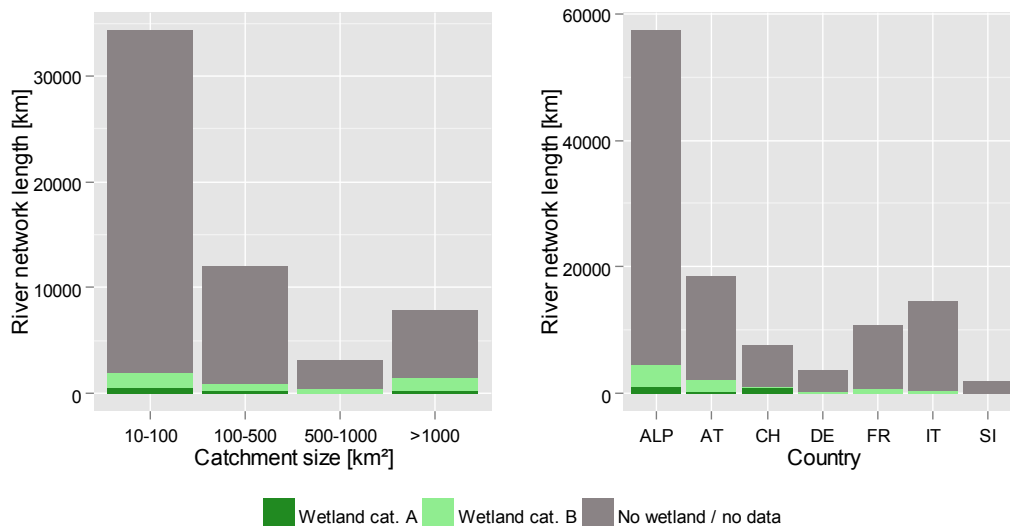 River network length [km]
30000
20000
10000
0
10-100 100-500 500-1000 >1000
Catchment size [km²]
River network length [km]
60000
40000
20000
0
ALP AT CH DE FR IT SI
Country
Wetland cat. A Wetland cat. B No wetland / no data